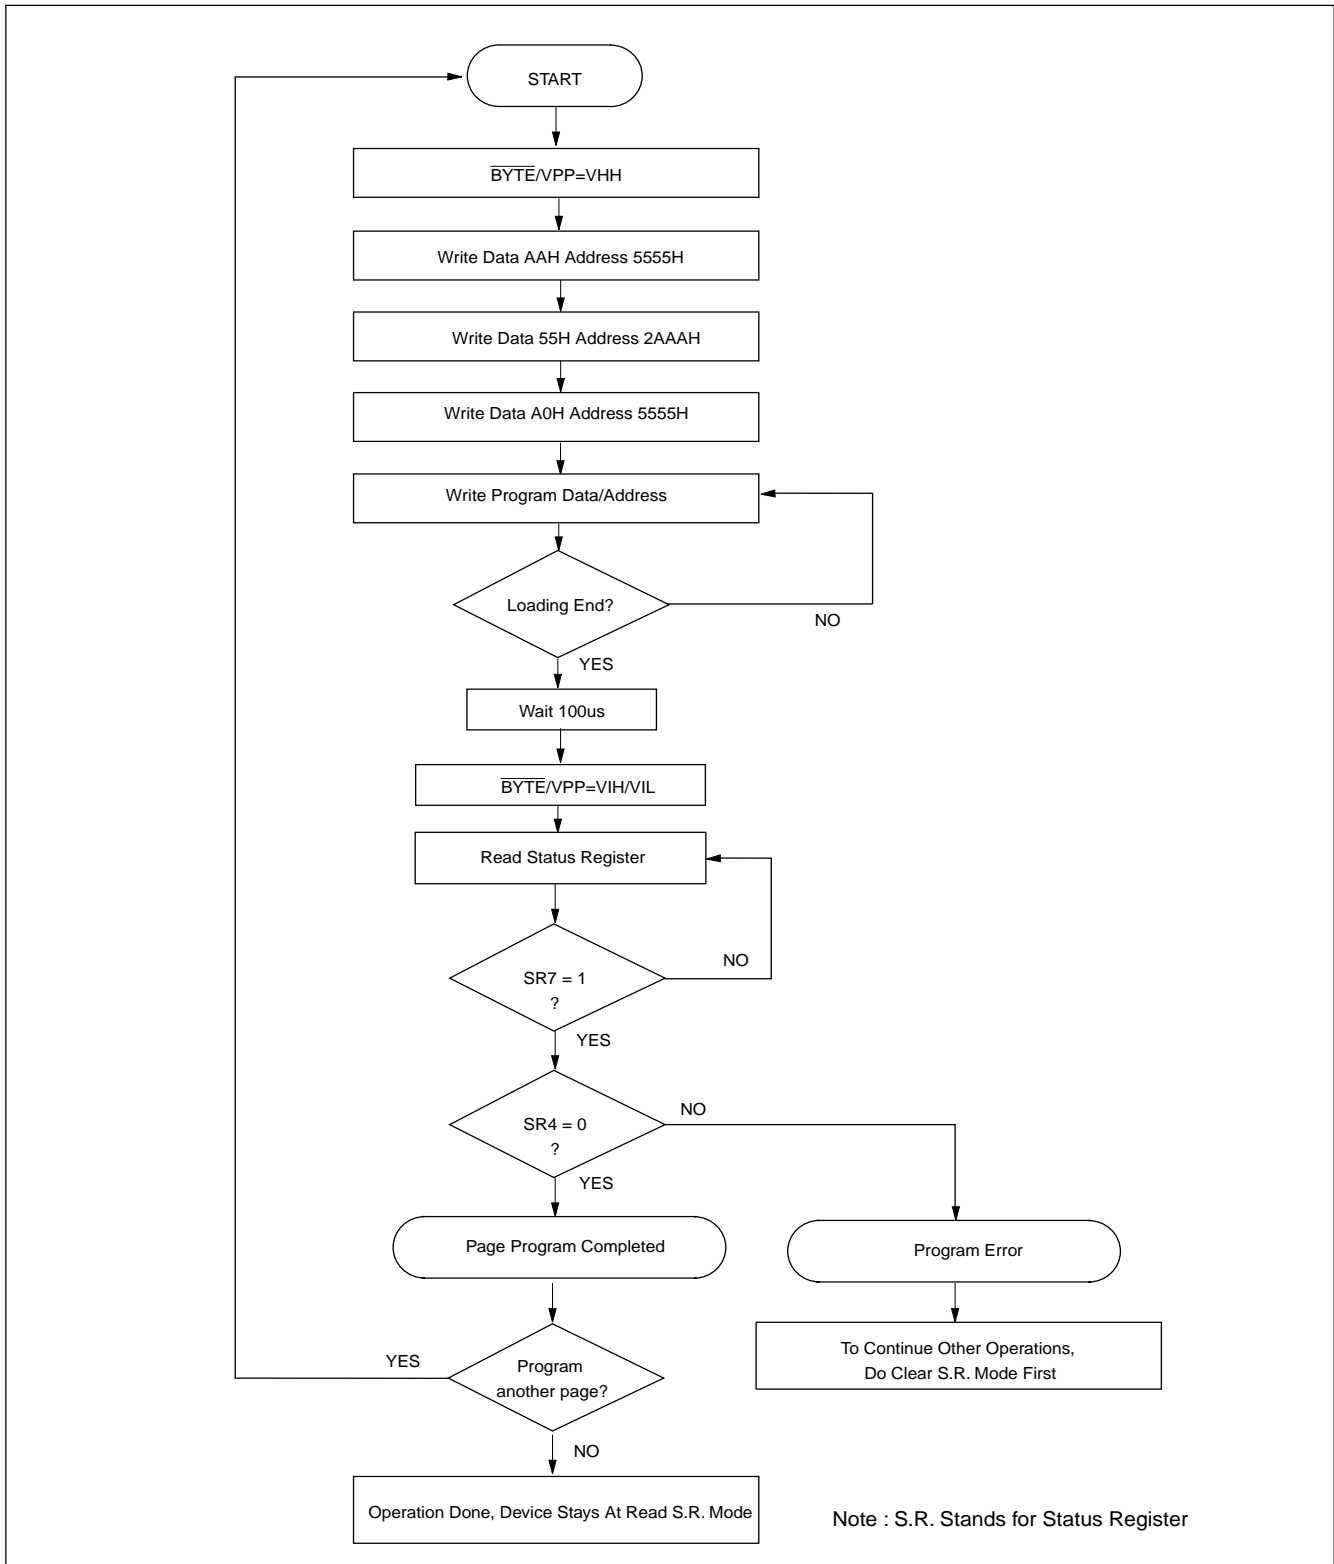 START
BYTE/VPP=VHH
Write Data AAH Address 5555H
Write Data 55H Address 2AAAH
Write Data A0H Address 5555H
Write Program Data/Address
Loading End?
NO
YES
Wait 100us
BYTE/VPP=VIH/VIL
Read Status Register
SR7 = 1
?
NO
YES
SR4 = 0
?
NO
YES
Page Program Completed
Program Error
To Continue Other Operations,
Do Clear S.R. Mode First
Program
another page?
YES
NO
Operation Done, Device Stays At Read S.R. Mode
Note : S.R. Stands for Status Register